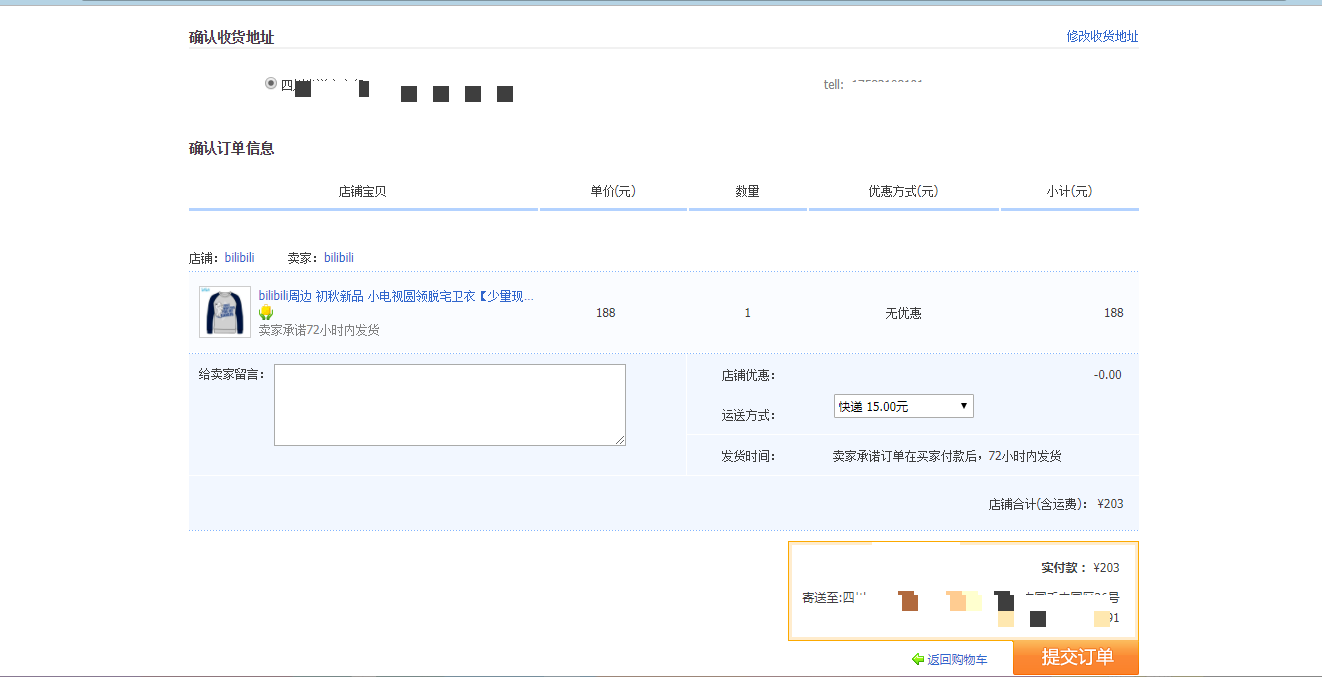 确认收货地址 修改收货地址
四 tell:
确认订单信息
店铺宝贝 单价(元) 数量 优惠方式(元) 小计(元)
店铺：bilibili 卖家：bilibili
bilibili周边 初秋新品 小电视圆领脱宅卫衣【少量现...
188 1 无优惠 188
卖家承诺72小时内发货
给卖家留言： 店铺优惠： -0.00
运送方式： 快递 15.00元
发货时间： 卖家承诺订单在买家付款后，72小时内发货
店铺合计(含运费)： ¥203
实付款： ¥203
寄送至:四 号
91
返回购物车 提交订单